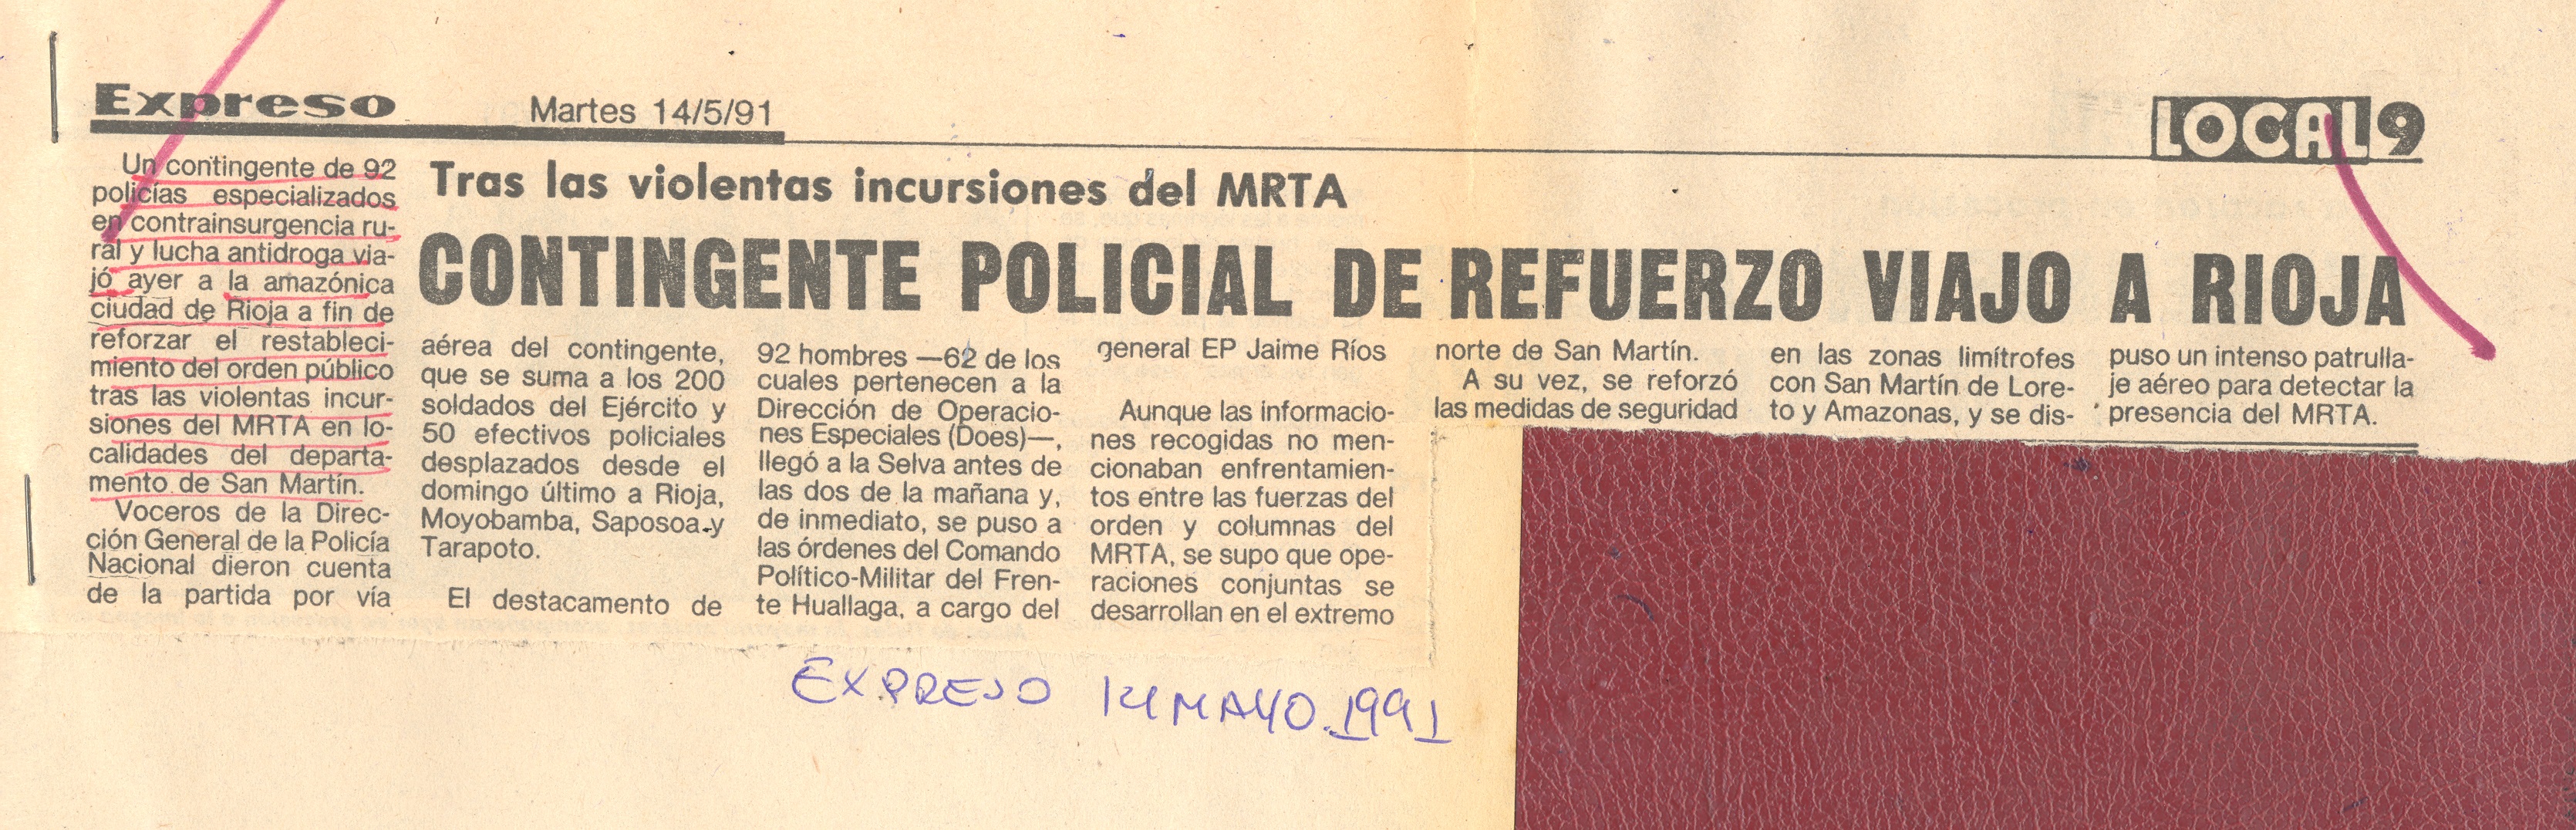 Expreso
Martes 14/5/91
LOCAL 9
Tras las violentas incursiones del MRTA
CONTINGENTE POLICIAL DE REFUERZO VIAJO A RIOJA
Un contingente de 92
policías especializados
en contrainsurgencia ru-
ral y lucha antidroga via-
jó ayer a la amazónica
ciudad de Rioja a fin de
reforzar el restableci-
miento del orden público
tras las violentas incur-
siones del MRTA en lo-
calidades del departa-
mento de San Martín.
Voceros de la Direc-
ción General de la Policía
Nacional dieron cuenta
de la partida por vía
aérea del contingente,
que se suma a los 200
soldados del Ejército y
50 efectivos policiales
desplazados desde el
domingo último a Rioja,
Moyobamba, Saposoa y
Tarapoto.
El destacamento de
92 hombres —62 de los
cuales pertenecen a la
Dirección de Operacio-
nes Especiales (Does)—,
llegó a la Selva antes de
las dos de la mañana y,
de inmediato, se puso a
las órdenes del Comando
Político-Militar del Fren-
te Huallaga, a cargo del
general EP Jaime Ríos
Aunque las informacio-
nes recogidas no men-
cionaban enfrentamien-
tos entre las fuerzas del
orden y columnas del
MRTA, se supo que ope-
raciones conjuntas se
desarrollan en el extremo
norte de San Martín.
A su vez, se reforzó
las medidas de seguridad
en las zonas limítrofes
con San Martín de Lore-
to y Amazonas, y se dis-
puso un intenso patrulla-
je aéreo para detectar la
presencia del MRTA.
EXPRESO 14 MAYO.1991